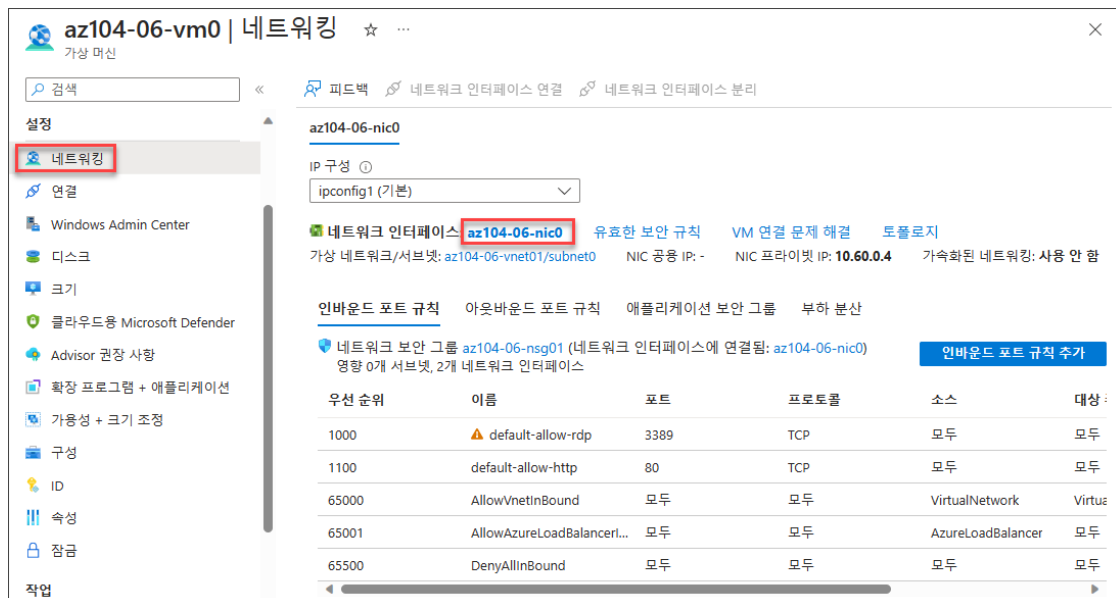 az104-06-vm0 | 네트워킹
가상 머신
검색
피드백 네트워크 인터페이스 연결 네트워크 인터페이스 분리
설정
네트워킹
연결
Windows Admin Center
디스크
크기
클라우드용 Microsoft Defender
Advisor 권장 사항
확장 프로그램 + 애플리케이션
가용성 + 크기 조정
구성
ID
속성
잠금
작업
az104-06-nic0
IP 구성
ipconfig1 (기본)
네트워크 인터페이스 az104-06-nic0 유효한 보안 규칙 VM 연결 문제 해결 토폴로지
가상 네트워크/서브넷: az104-06-vnet01/subnet0 NIC 공용 IP: - NIC 프라이빗 IP: 10.60.0.4 가속화된 네트워킹: 사용 안 함
인바운드 포트 규칙 아웃바운드 포트 규칙 애플리케이션 보안 그룹 부하 분산
네트워크 보안 그룹 az104-06-nsg01 (네트워크 인터페이스에 연결됨: az104-06-nic0)
영향 0개 서브넷, 2개 네트워크 인터페이스
인바운드 포트 규칙 추가
우선 순위 이름 포트 프로토콜 소스 대상
1000 default-allow-rdp 3389 TCP 모두 모두
1100 default-allow-http 80 TCP 모두 모두
65000 AllowVnetInBound 모두 모두 VirtualNetwork Virtua
65001 AllowAzureLoadBalancerI... 모두 모두 AzureLoadBalancer 모두
65500 DenyAllInBound 모두 모두 모두 모두